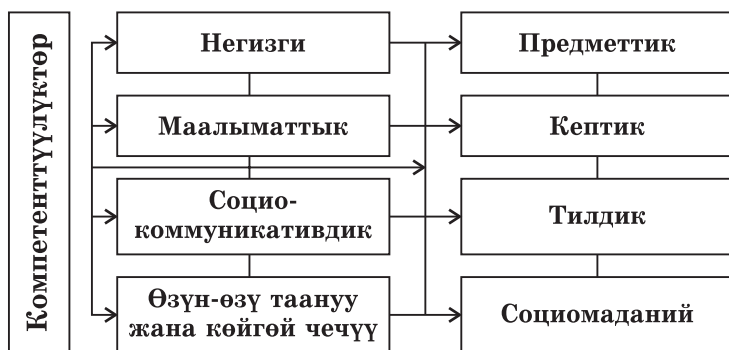 Компетенттүүлүктөр
Негизги
Предметтик
Маалыматтык
Кептик
Социо-
коммуникативдик
Тилдик
Өзүн-өзү таануу
жана көйгөй чечүү
Социомаданий